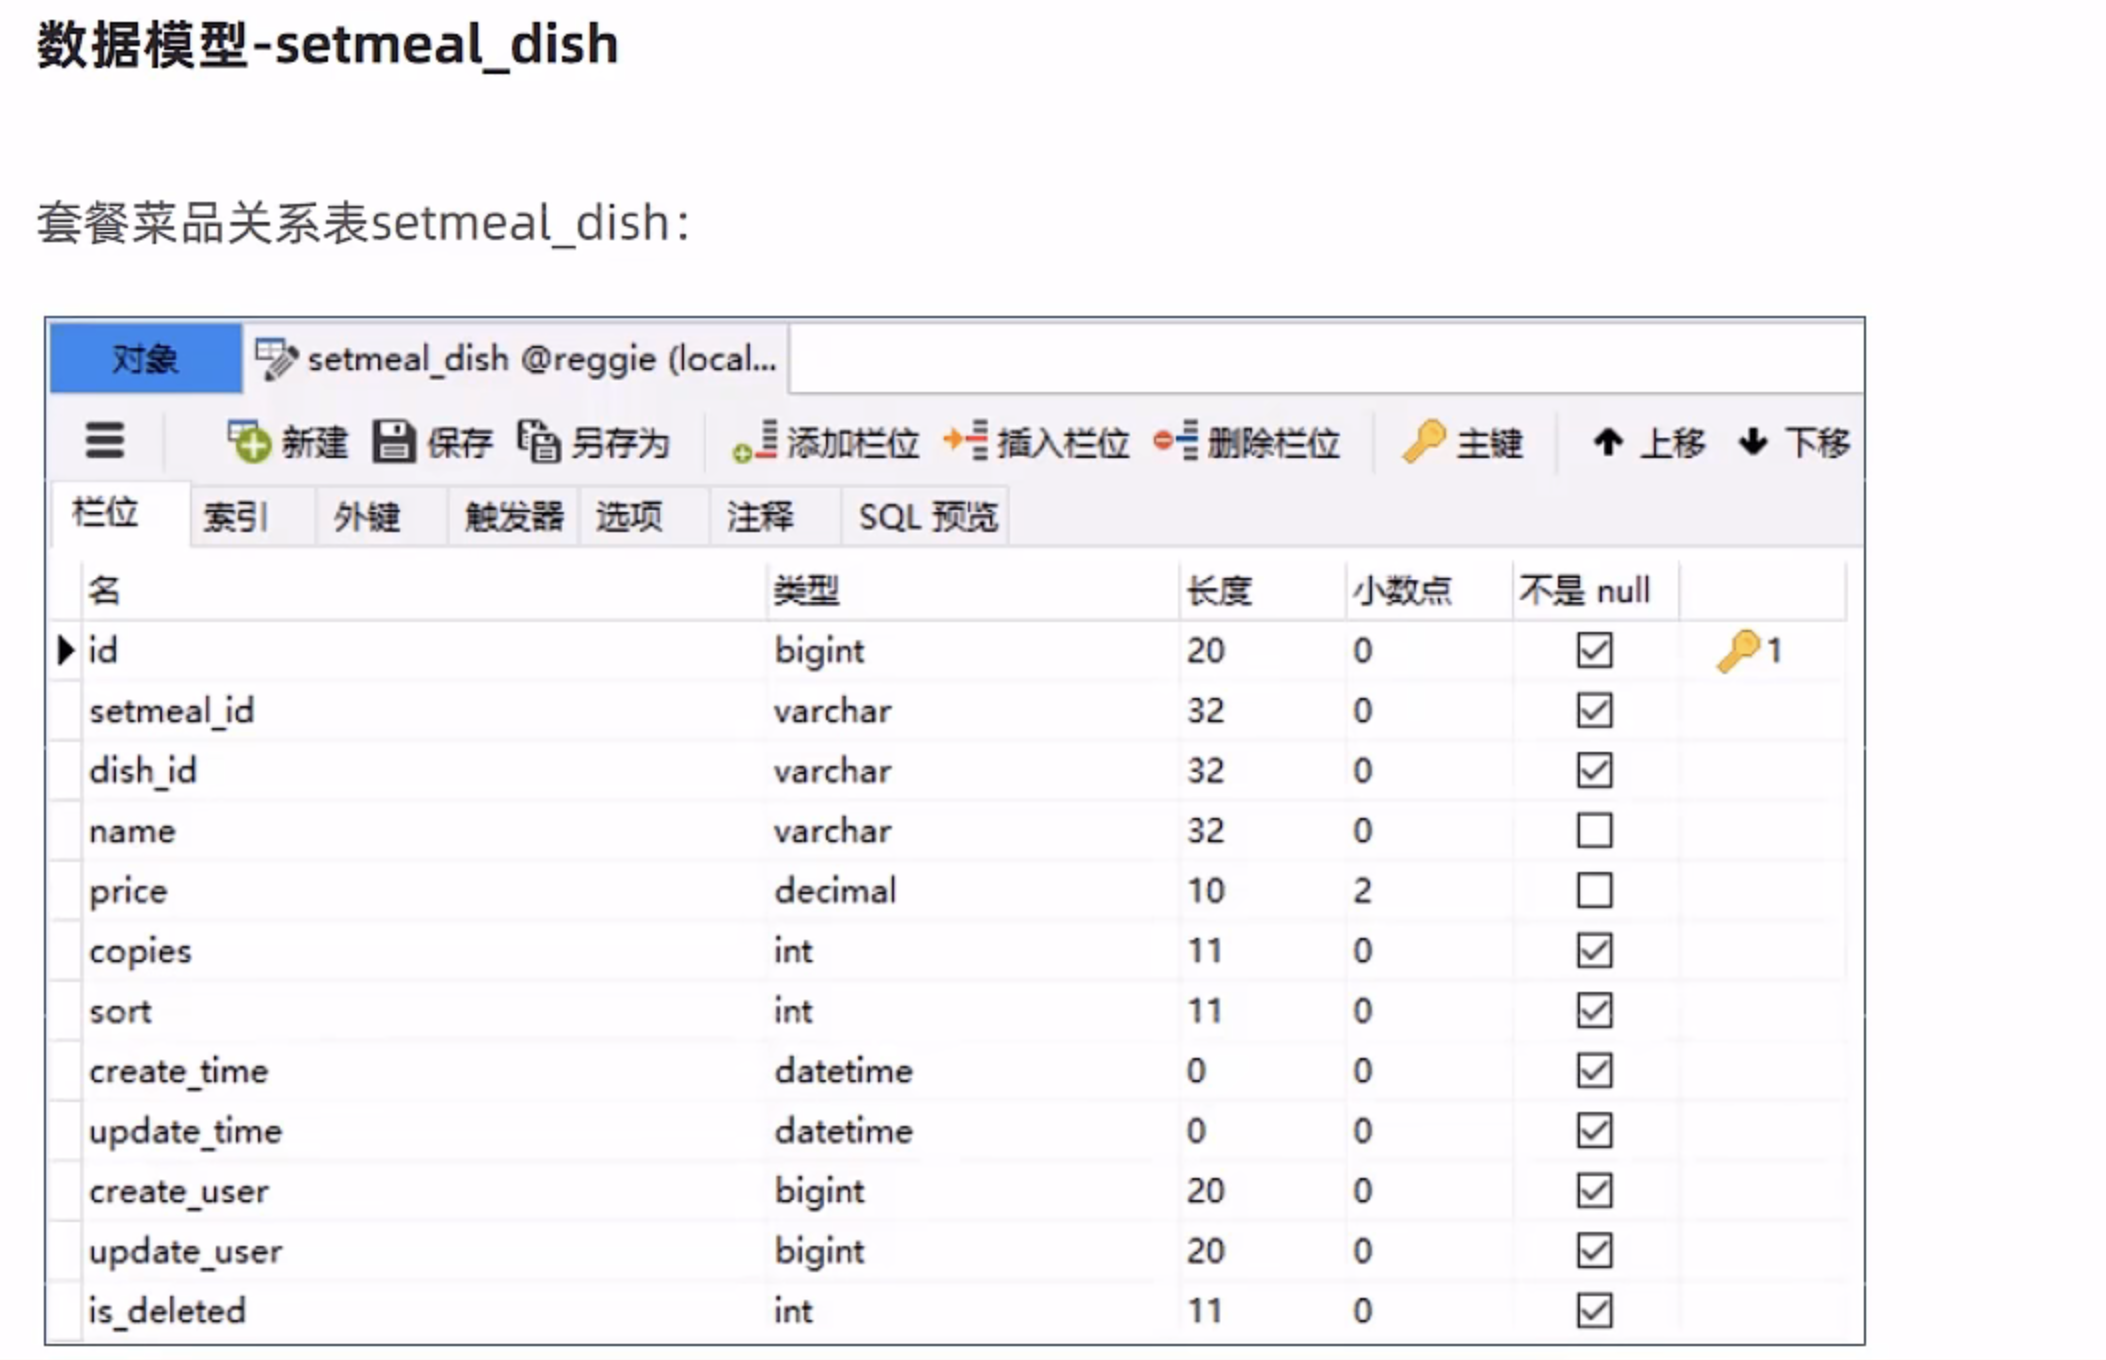 数据模型-setmeal_dish
套餐菜品关系表setmeal_dish：
对象 setmeal_dish @reggie (local...
新建 保存 另存为 添加栏位 插入栏位 删除栏位 主键 上移 下移
栏位 索引 外键 触发器 选项 注释 SQL 预览
名 类型 长度 小数点 不是 null
id bigint 20 0 1
setmeal_id varchar 32 0
dish_id varchar 32 0
name varchar 32 0
price decimal 10 2
copies int 11 0
sort int 11 0
create_time datetime 0 0
update_time datetime 0 0
create_user bigint 20 0
update_user bigint 20 0
is_deleted int 11 0